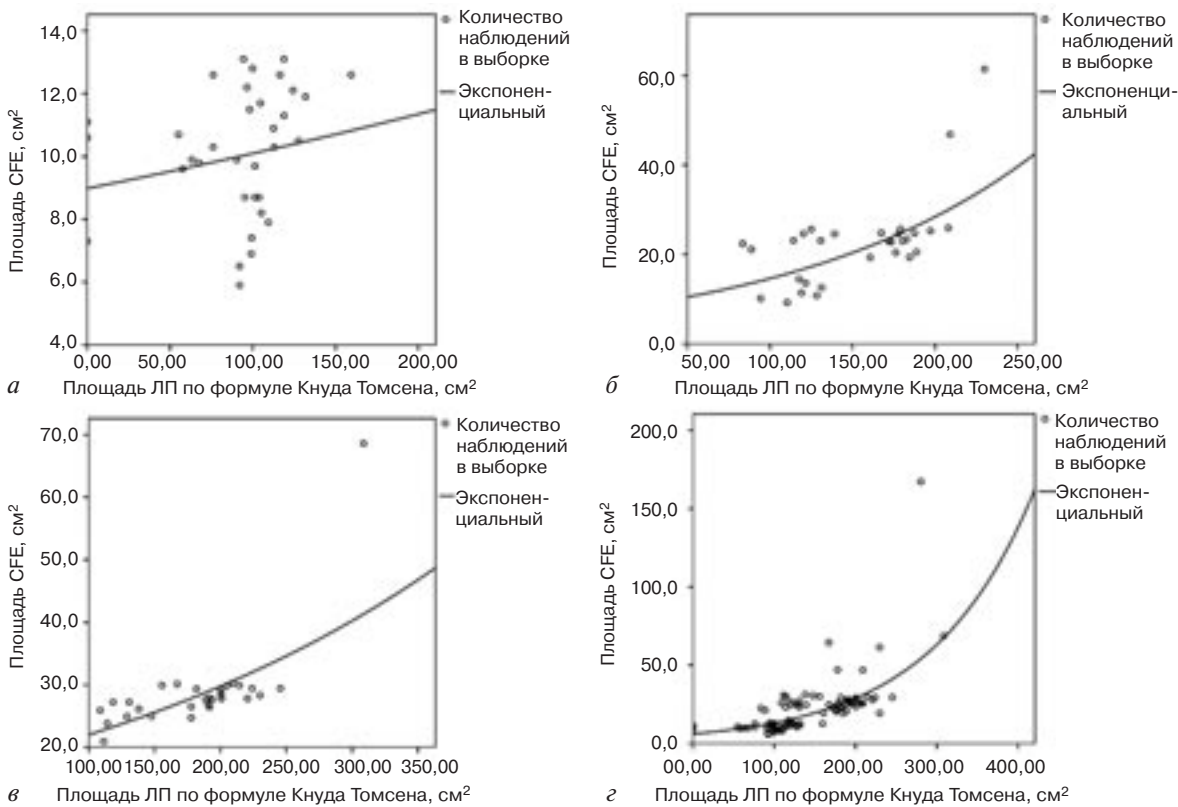 14,0
12,0
10,0
8,0
6,0
4,0
Площадь CFE, см²
0,00 50,00 100,00 150,00 200,00
а Площадь ЛП по формуле Кнуда Томсена, см²
Количество
наблюдений
в выборке
Экспонен-
циальный
60,0
40,0
20,0
0,0
Площадь CFE, см²
50,00 100,00 150,00 200,00 250,00
б Площадь ЛП по формуле Кнуда Томсена, см²
Количество
наблюдений
в выборке
Экспоненци-
альный
70,0
60,0
50,0
40,0
30,0
20,0
Площадь CFE, см²
100,00 150,00 200,00 250,00 300,00 350,00
в Площадь ЛП по формуле Кнуда Томсена, см²
Количество
наблюдений
в выборке
Экспонен-
циальный
200,0
150,0
100,0
50,0
0,0
Площадь CFE, см²
00,00 100,00 200,00 300,00 400,00
г Площадь ЛП по формуле Кнуда Томсена, см²
Количество
наблюдений
в выборке
Экспонен-
циальный